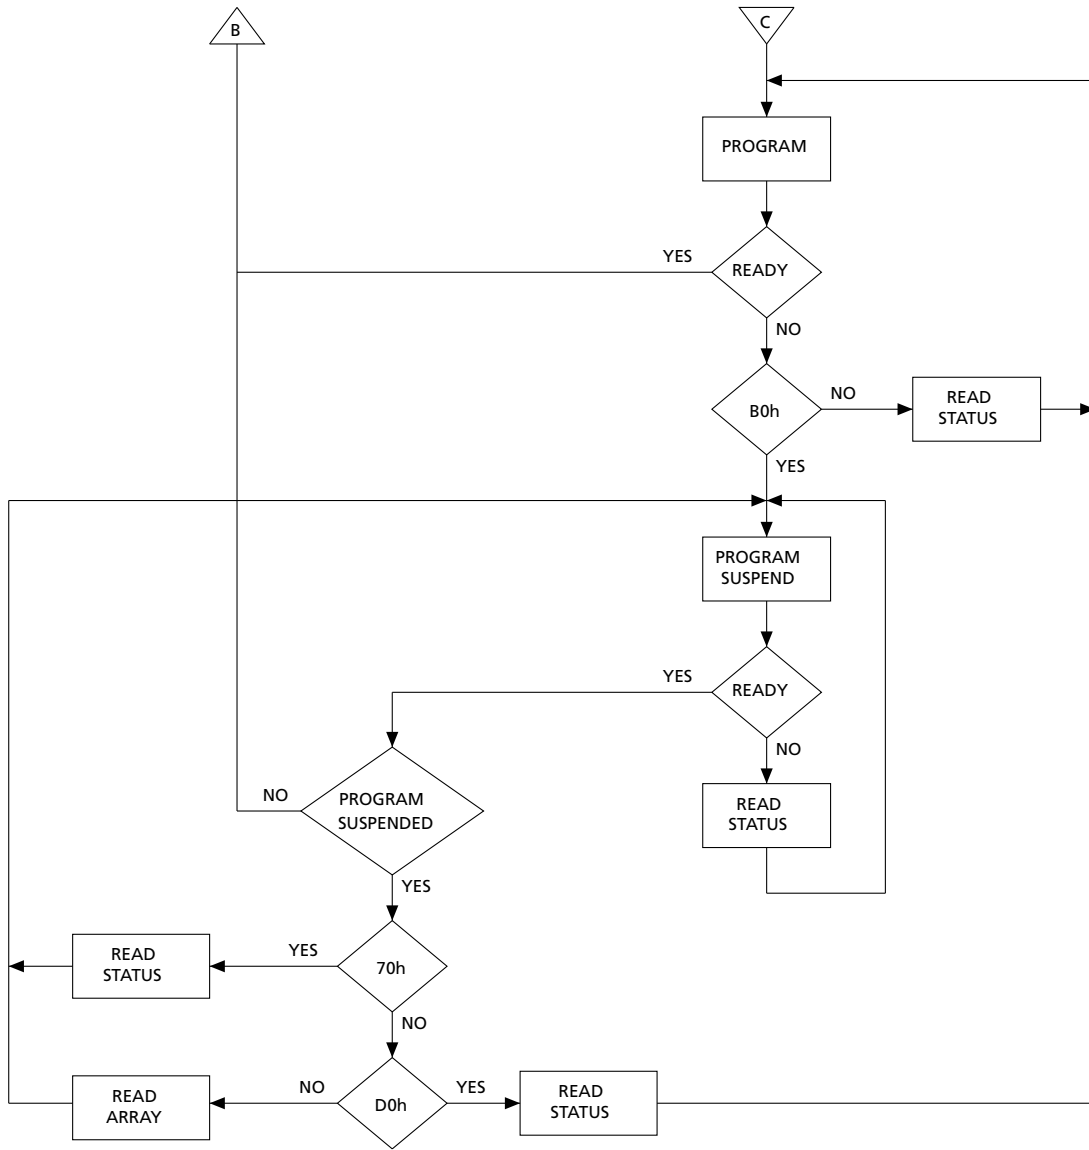 B
C
PROGRAM
YES
READY
NO
B0h
NO
READ
STATUS
YES
PROGRAM
SUSPEND
YES
READY
NO
NO
PROGRAM
SUSPENDED
READ
STATUS
YES
READ
STATUS
YES
70h
NO
READ
ARRAY
NO
D0h
YES
READ
STATUS